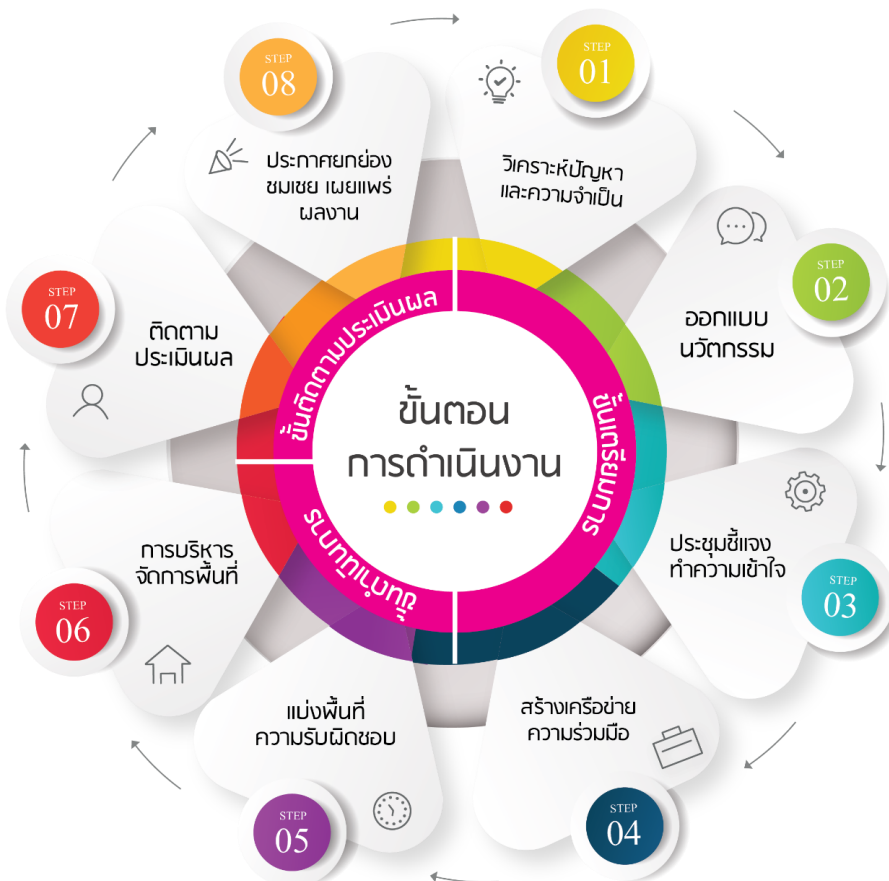 ขั้นตอน
การดำเนินงาน
ขั้นเตรียมการ
ขั้นดำเนินการ
ขั้นติดตามประเมินผล
STEP
01
วิเคราะห์ปัญหา
และความจำเป็น
STEP
02
ออกแบบ
นวัตกรรม
STEP
03
ประชุมชี้แจง
ทำความเข้าใจ
STEP
04
สร้างเครือข่าย
ความร่วมมือ
STEP
05
แบ่งพื้นที่
ความรับผิดชอบ
STEP
06
การบริหาร
จัดการพื้นที่
STEP
07
ติดตาม
ประเมินผล
STEP
08
ประกาศยกย่อง
ชมเชย เผยแพร่
ผลงาน